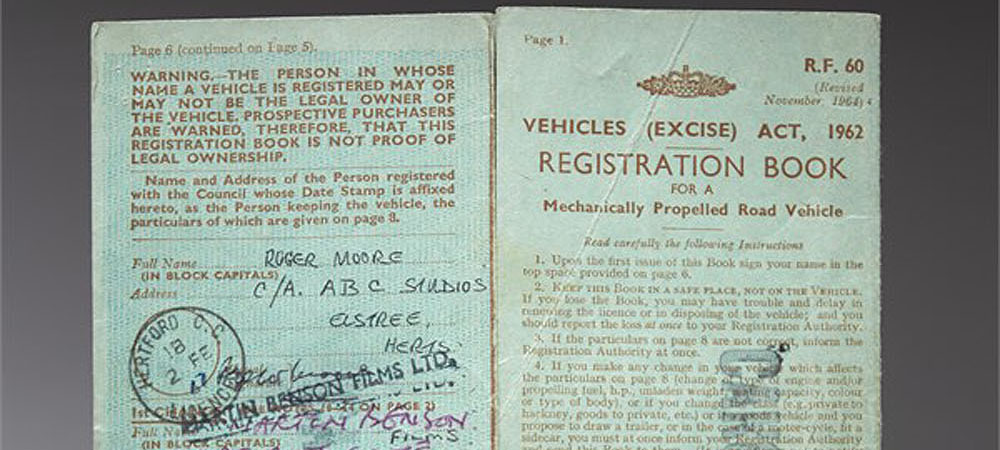 Page 6 (continued on Page 5).
WARNING.—THE PERSON IN WHOSE
NAME A VEHICLE IS REGISTERED MAY OR
MAY NOT BE THE LEGAL OWNER OF
THE VEHICLE. PROSPECTIVE PURCHASERS
ARE WARNED, THEREFORE, THAT THIS
REGISTRATION BOOK IS NOT PROOF OF
LEGAL OWNERSHIP.
Name and Address of the Person registered
with the Council whose Date Stamp is affixed
hereto, as the Person keeping the vehicle, the
particulars of which are given on page 8.
Full Name ROGER MOORE
(IN BLOCK CAPITALS)
Address C/A. ABC STUDIOS
ELSTREE,
HERTS
HERTFORD C.C.
MARTIN BENSON FILMS LTD.
LTD.
1st ON PAGE 2)
MARTIN BENSON
Full
(IN BLOCK CAPITALS) FILMS
Page 1.
R.F. 60
(Revised
November 1964)
VEHICLES (EXCISE) ACT, 1962
REGISTRATION BOOK
FOR A
Mechanically Propelled Road Vehicle
Read carefully the following Instructions
1. Upon the first issue of this Book sign your name in the
top space provided on page 6.
2. KEEP THIS BOOK IN A SAFE PLACE, NOT ON THE VEHICLE.
If you lose the Book, you may have trouble and delay in
renewing the licence or in disposing of the vehicle; and you
should report the loss at once to your Registration Authority.
3. If the particulars on page 8 are not correct, inform the
Registration Authority at once.
4. If you make any change in your vehicle which affects
the particulars on page 8 (change of type of engine and/or
propelling fuel, h.p., unladen weight, seating capacity, colour
or type of body), or if you change the class (e.g. private to
hackney, goods to private, etc.) or if a goods vehicle and you
propose to draw a trailer, or in the case of a motor-cycle, fit a
sidecar, you must at once inform your Registration Authority
and send this Book to them.